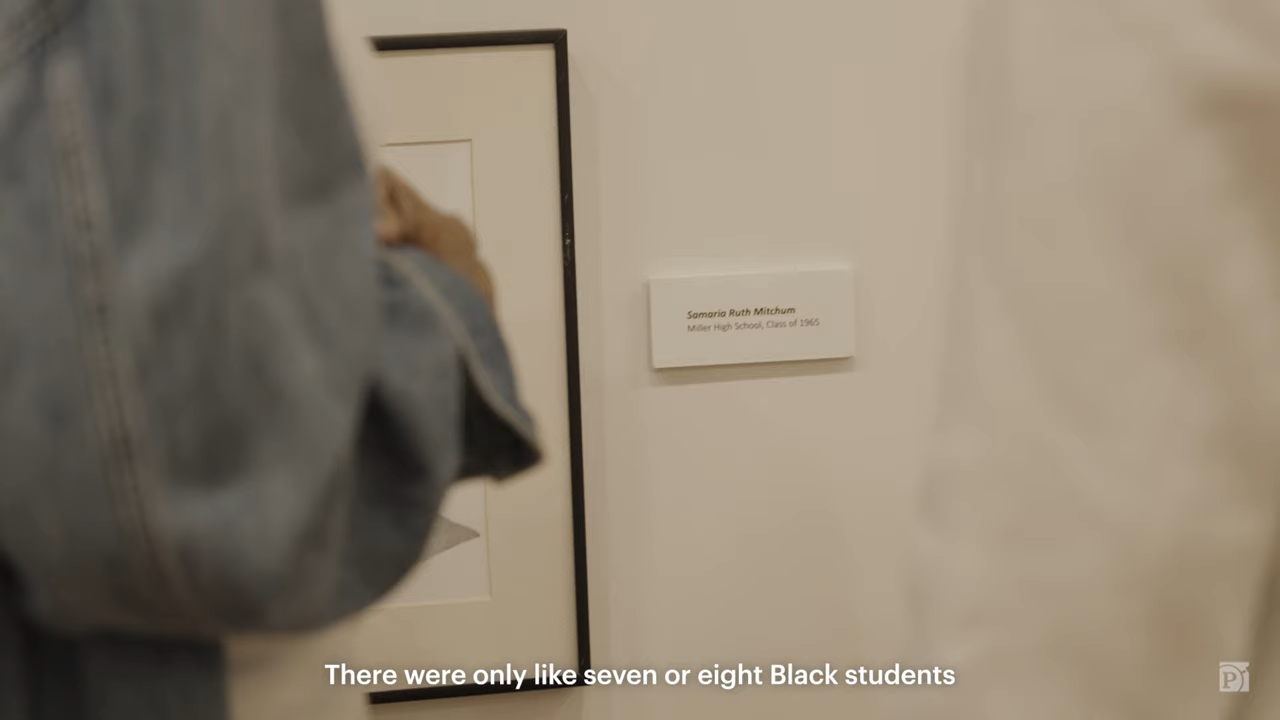 Samaria Ruth Mitchum
Miller High School, Class of 1965
There were only like seven or eight Black students
P